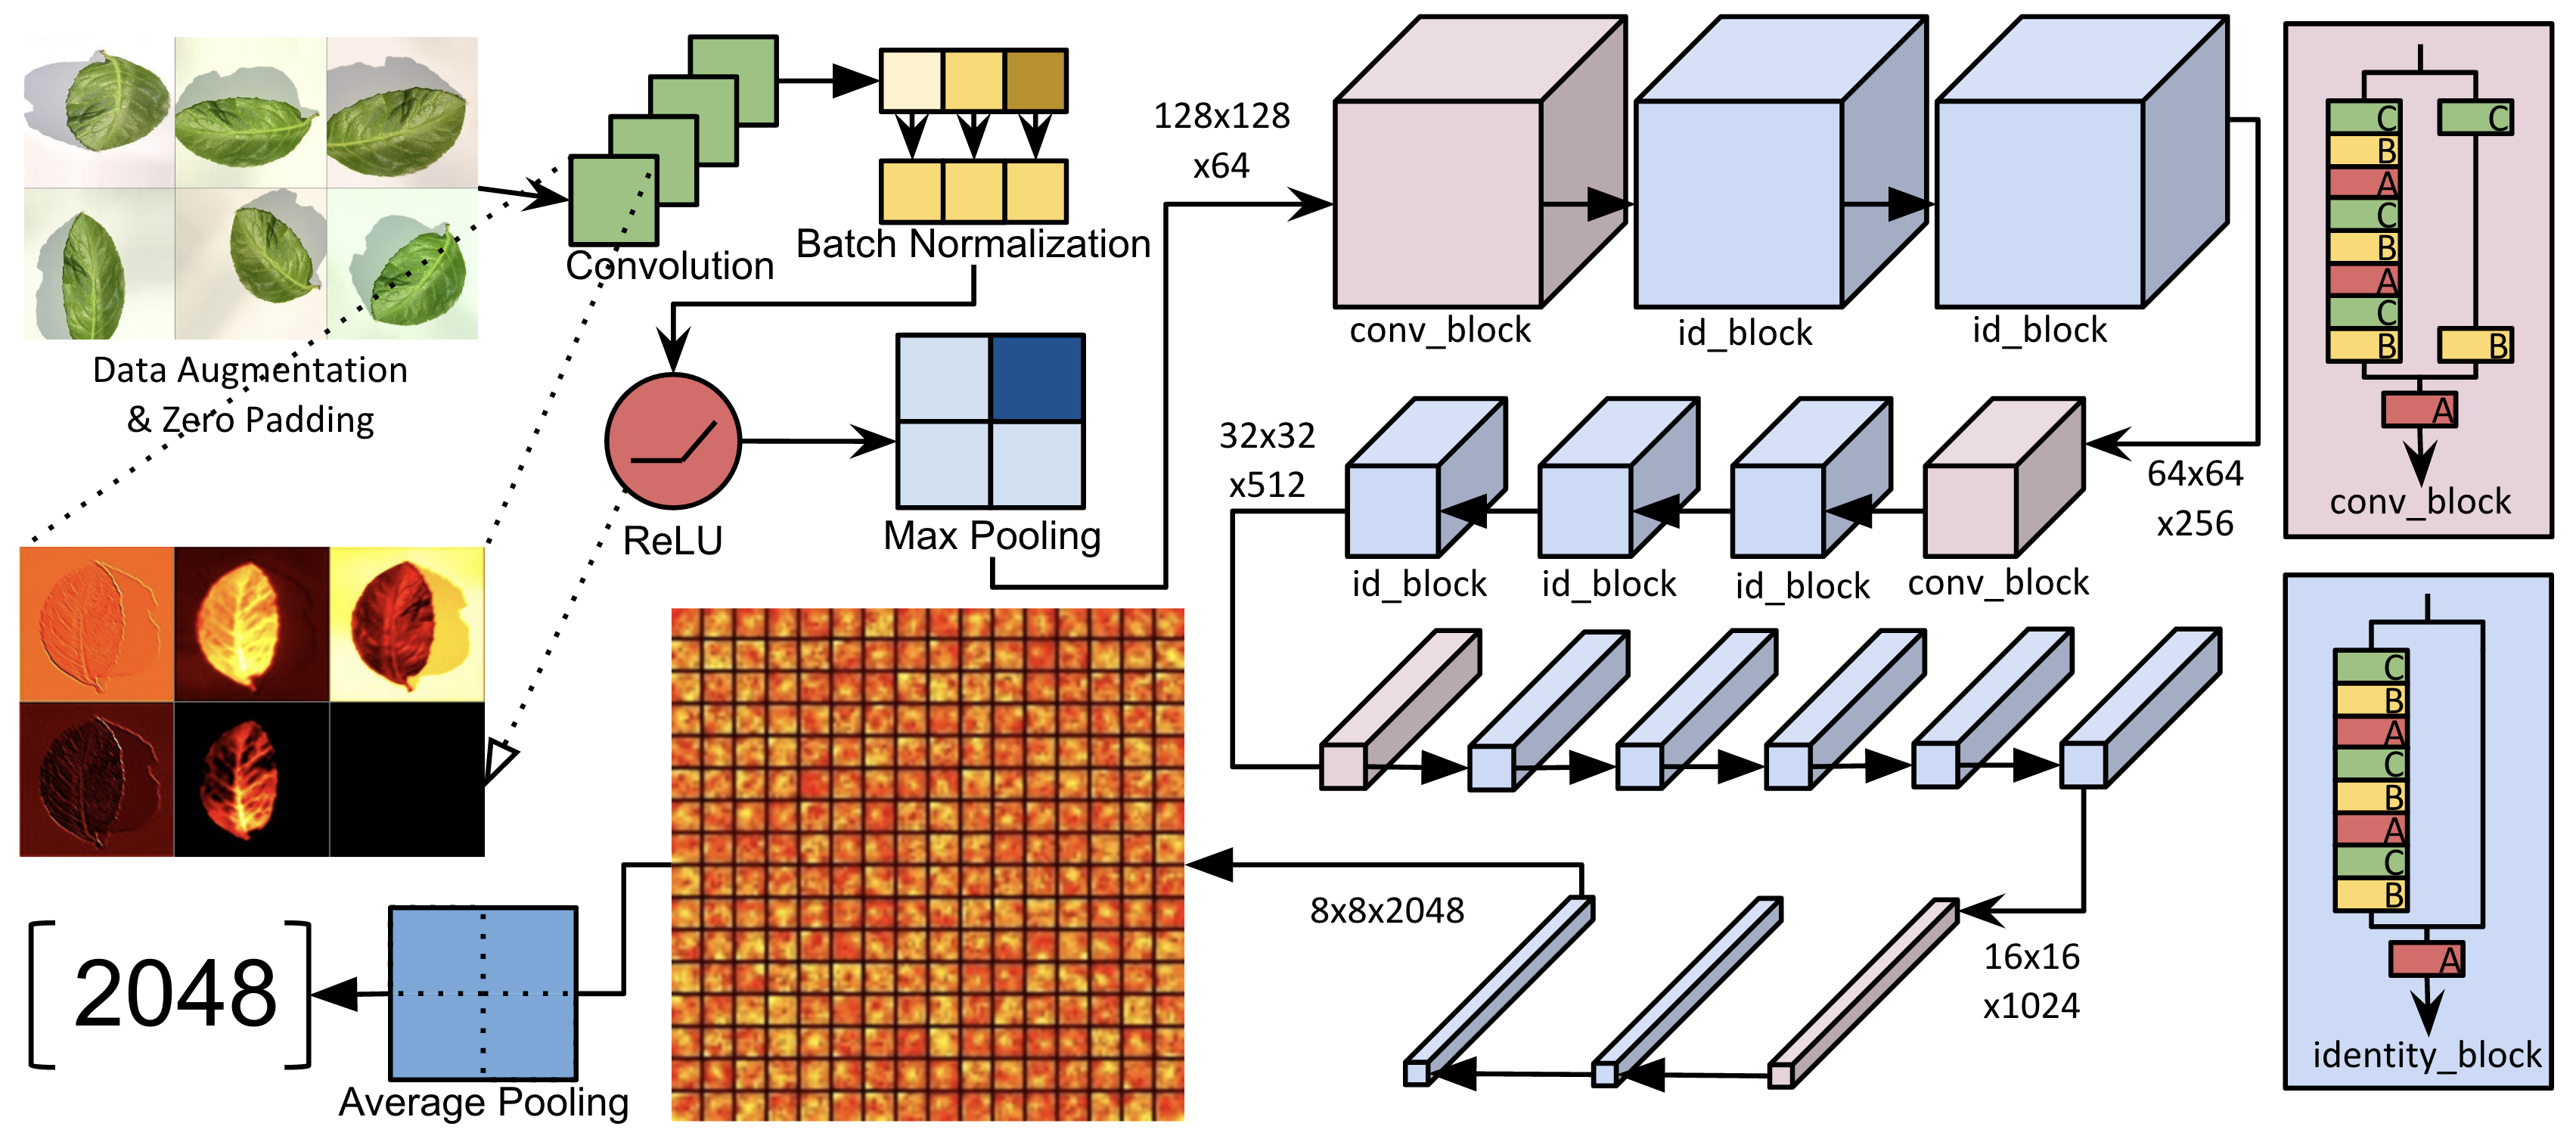 Data Augmentation
& Zero Padding
Convolution
Batch Normalization
ReLU
Max Pooling
128x128
x64
conv_block
id_block
id_block
64x64
x256
conv_block
id_block
id_block
id_block
32x32
x512
16x16
x1024
8x8x2048
Average Pooling
2048
C
B
A
C
B
A
C
B
C
B
A
conv_block
C
B
A
C
B
A
C
B
A
identity_block